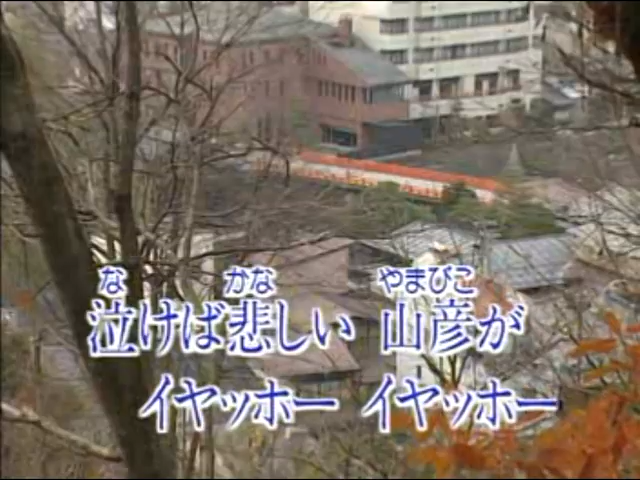 な かな やまびこ
泣けば悲しい 山彦が
イヤッホー イヤッホー